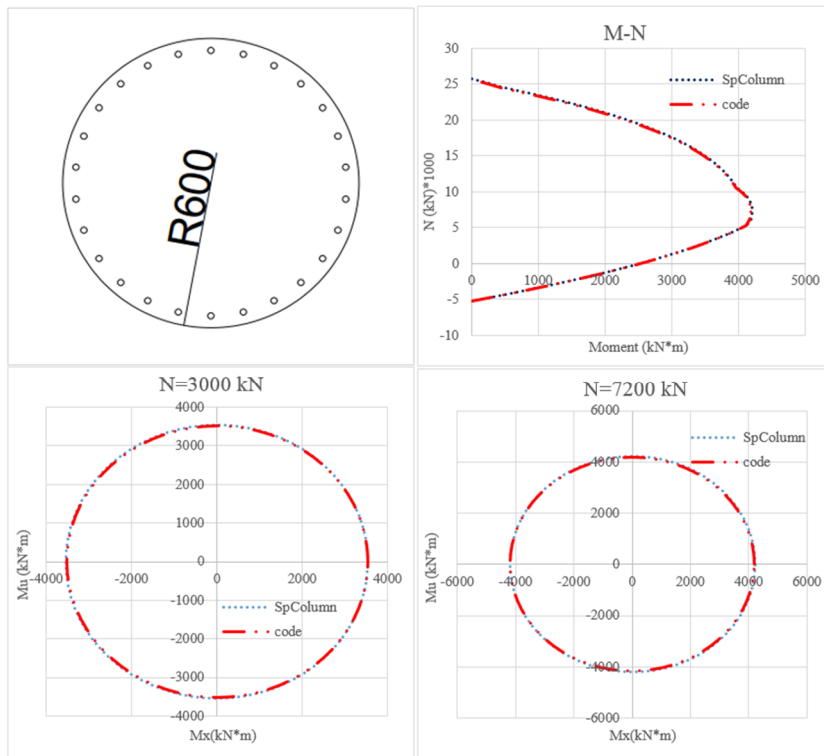 R600
M-N
30
25
20
15
10
5
0
-5
-10
N (kN)*1000
0 1000 2000 3000 4000 5000
Moment (kN*m)
SpColumn
code
N=3000 kN
4000
3000
2000
1000
0
-1000
-2000
-3000
-4000
-4000 -2000 0 2000 4000
Mu (kN*m)
Mx(kN*m)
SpColumn
code
N=7200 kN
6000
4000
2000
0
-2000
-4000
-6000
-6000 -4000 -2000 0 2000 4000 6000
Mu (kN*m)
Mx(kN*m)
SpColumn
code